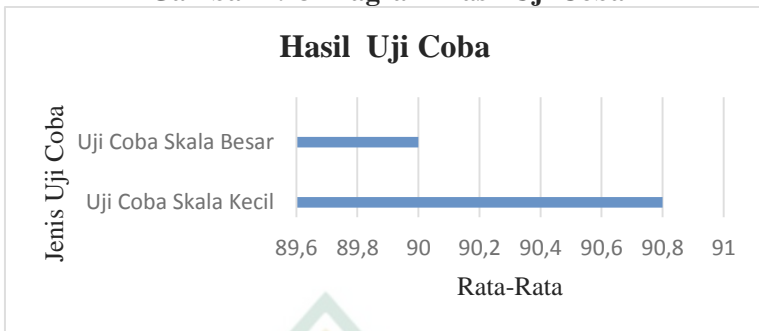 Hasil Uji Coba
Jenis Uji Coba
Uji Coba Skala Besar
Uji Coba Skala Kecil
89,6 89,8 90 90,2 90,4 90,6 90,8 91
Rata-Rata